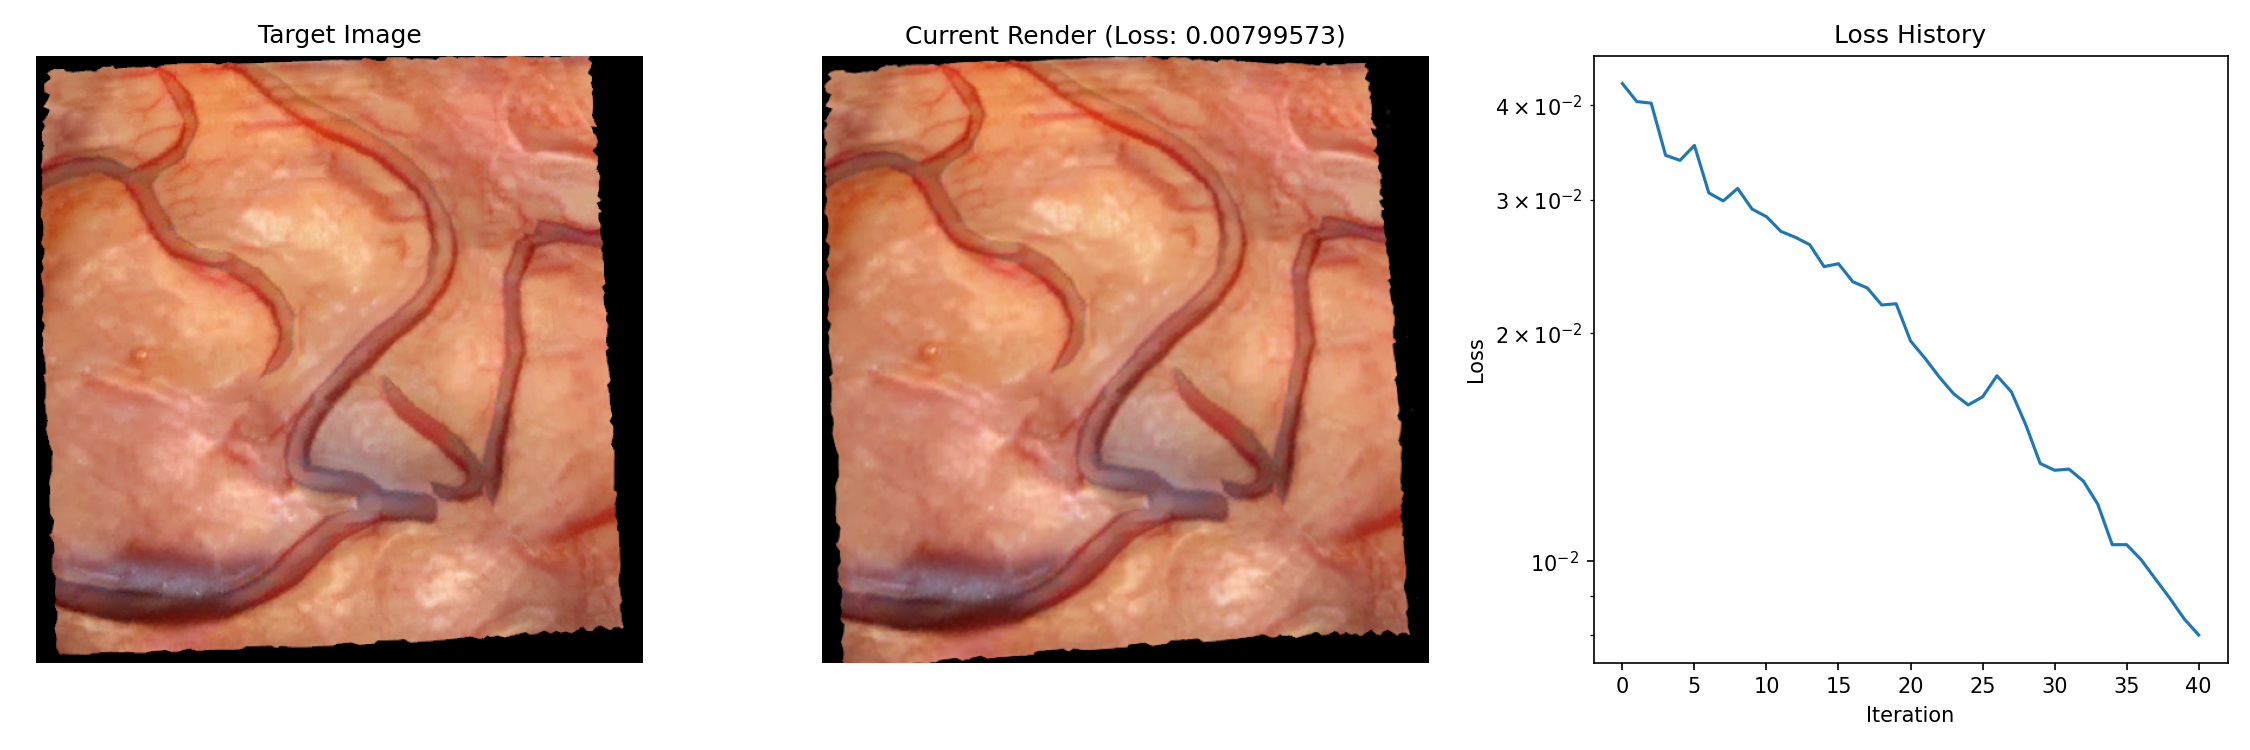 Target Image
Current Render (Loss: 0.00799573)
Loss History
4 × 10⁻²
3 × 10⁻²
2 × 10⁻²
10⁻²
Loss
0 5 10 15 20 25 30 35 40
Iteration